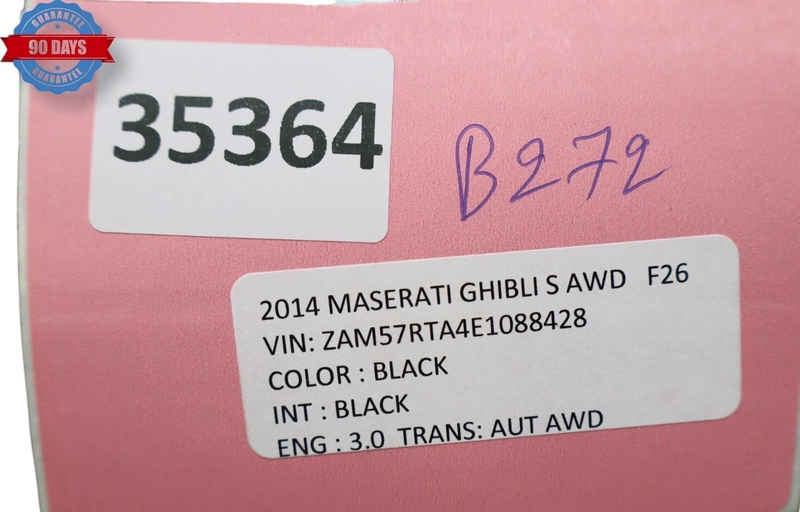 GUARANTEE
90 DAYS
GUARANTEE
35364
B272
2014 MASERATI GHIBLI S AWD F26
VIN: ZAM57RTA4E1088428
COLOR : BLACK
INT : BLACK
ENG : 3.0 TRANS: AUT AWD